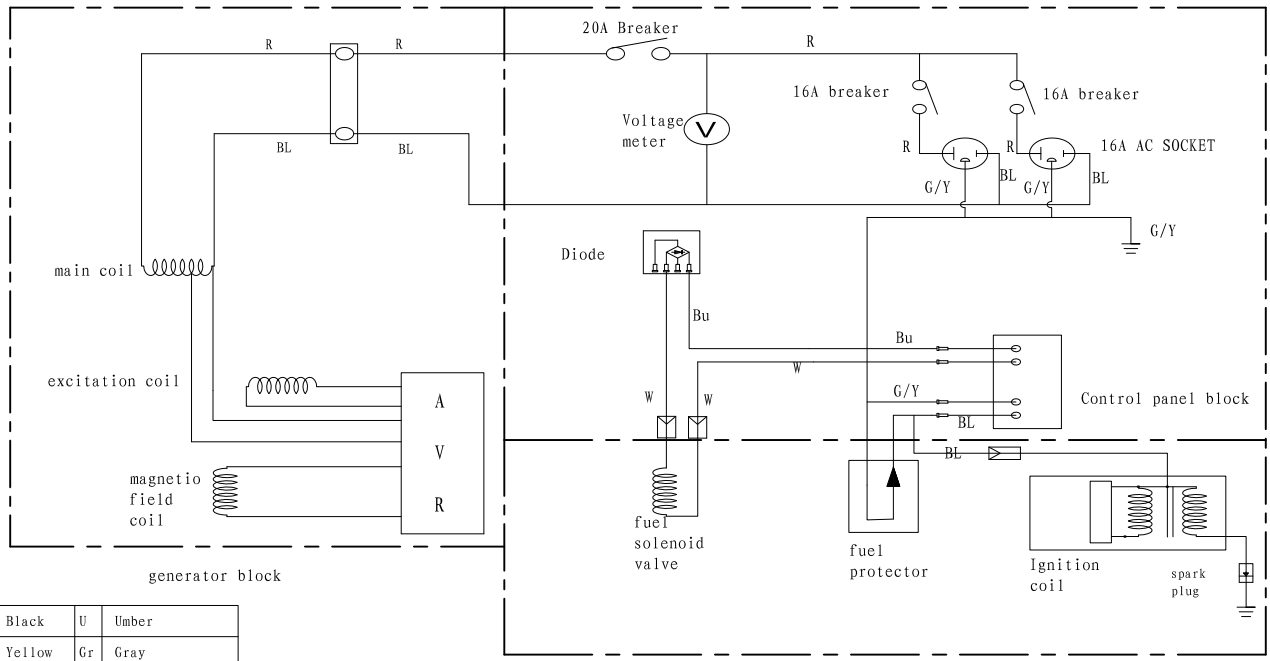 20A Breaker
R
R
R
16A breaker
16A breaker
Voltage
meter
V
BL
BL
R
R
16A AC SOCKET
G/Y
BL
G/Y
BL
G/Y
Diode
main coil
Bu
Bu
W
excitation coil
A
V
R
W
W
G/Y
BL
Control panel block
BL
magnetio
field
coil
fuel
solenoid
valve
fuel
protector
Ignition
coil
spark
plug
generator block
Black U Umber
Yellow Gr Gray